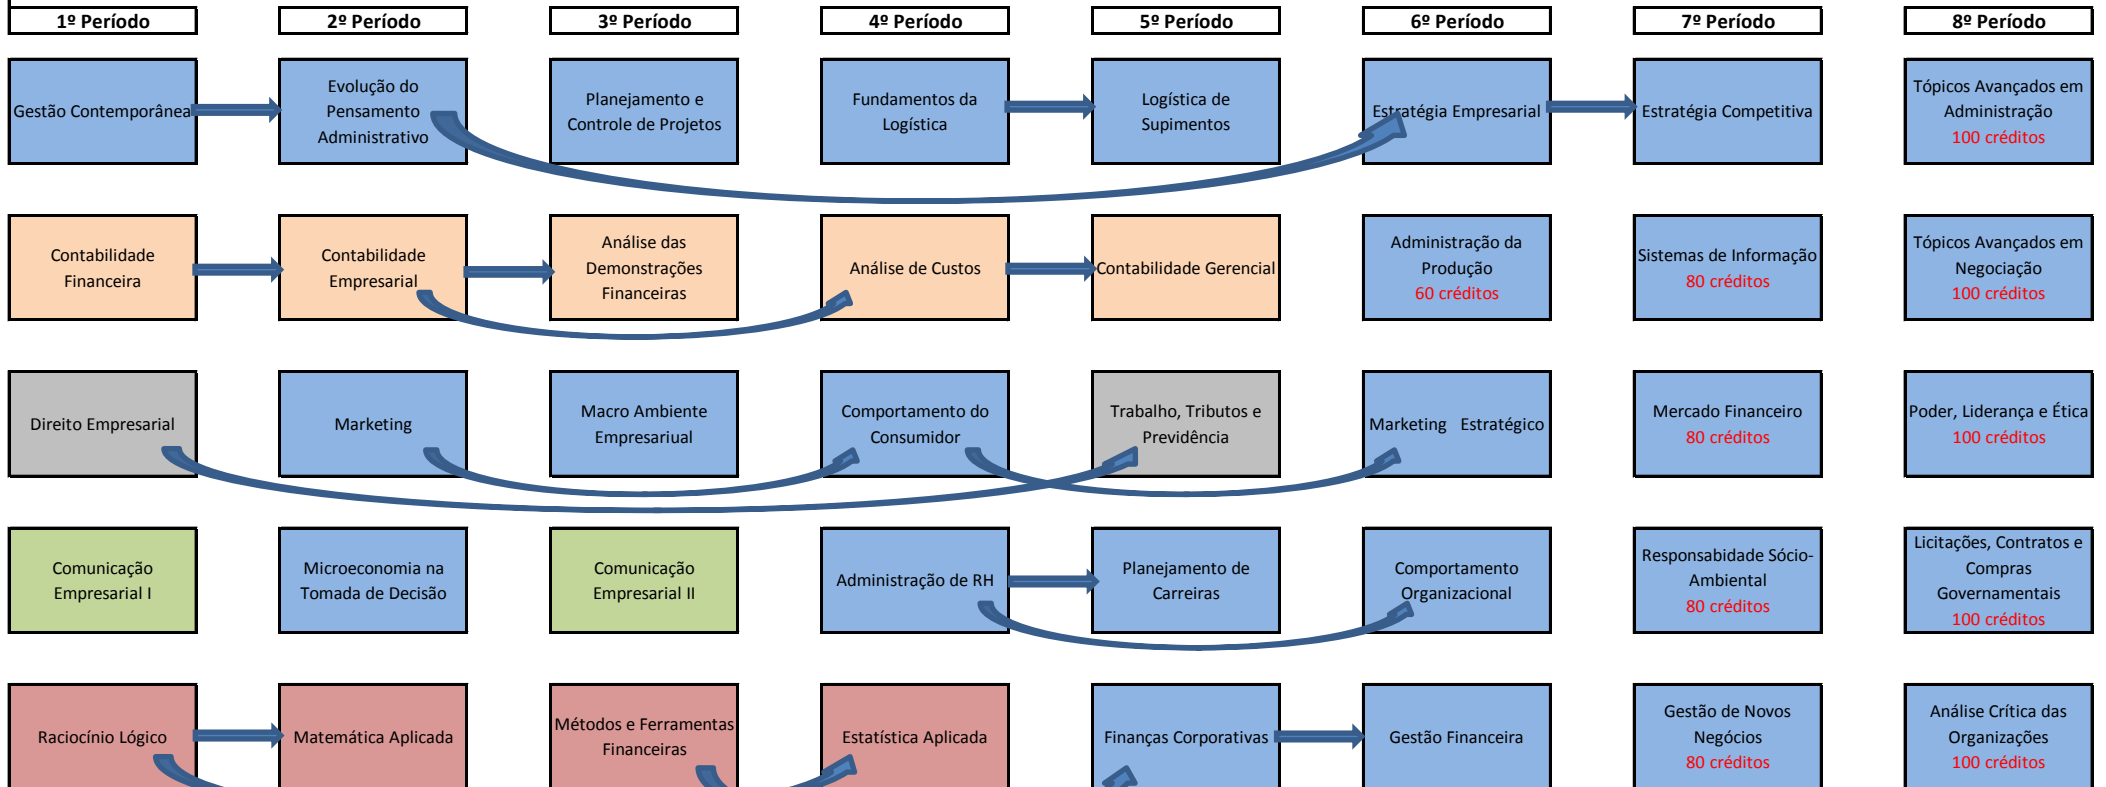 1º Período
2º Período
3º Período
4º Período
5º Período
6º Período
7º Período
8º Período
Gestão Contemporânea
Evolução do
Pensamento
Administrativo
Planejamento e
Controle de Projetos
Fundamentos da
Logística
Logística de
Supimentos
Estratégia Empresarial
Estratégia Competitiva
Tópicos Avançados em
Administração
100 créditos
Contabilidade
Financeira
Contabilidade
Empresarial
Análise das
Demonstrações
Financeiras
Análise de Custos
Contabilidade Gerencial
Administração da
Produção
60 créditos
Sistemas de Informação
80 créditos
Tópicos Avançados em
Negociação
100 créditos
Direito Empresarial
Marketing
Macro Ambiente
Empresariual
Comportamento do
Consumidor
Trabalho, Tributos e
Previdência
Marketing Estratégico
Mercado Financeiro
80 créditos
Poder, Liderança e Ética
100 créditos
Comunicação
Empresarial I
Microeconomia na
Tomada de Decisão
Comunicação
Empresarial II
Administração de RH
Planejamento de
Carreiras
Comportamento
Organizacional
Responsabidade Sócio-
Ambiental
80 créditos
Licitações, Contratos e
Compras
Governamentais
100 créditos
Raciocínio Lógico
Matemática Aplicada
Métodos e Ferramentas
Financeiras
Estatística Aplicada
Finanças Corporativas
Gestão Financeira
Gestão de Novos
Negócios
80 créditos
Análise Crítica das
Organizações
100 créditos